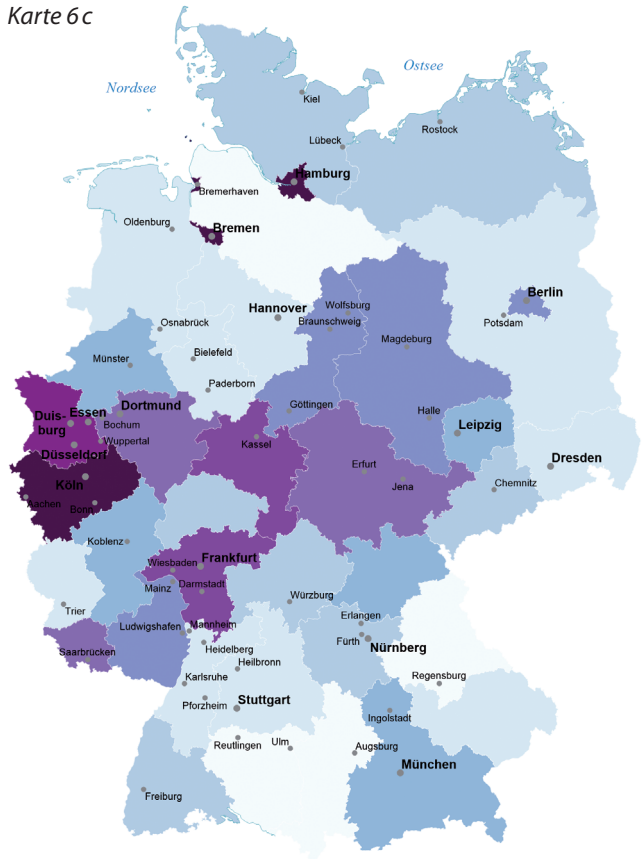 Karte 6 c
Nordsee
Ostsee
Kiel
Lübeck
Rostock
Hamburg
Bremerhaven
Bremen
Oldenburg
Hannover
Wolfsburg
Braunschweig
Berlin
Potsdam
Osnabrück
Magdeburg
Münster
Bielefeld
Paderborn
Göttingen
Halle
Leipzig
Dortmund
Essen
Duis-
burg
Bochum
Wuppertal
Düsseldorf
Kassel
Dresden
Köln
Erfurt
Jena
Chemnitz
Aachen
Bonn
Koblenz
Wiesbaden
Frankfurt
Mainz
Darmstadt
Würzburg
Trier
Ludwigshafen
Mannheim
Erlangen
Fürth
Nürnberg
Saarbrücken
Heidelberg
Heilbronn
Karlsruhe
Regensburg
Pforzheim
Stuttgart
Ingolstadt
Reutlingen
Ulm
Augsburg
München
Freiburg